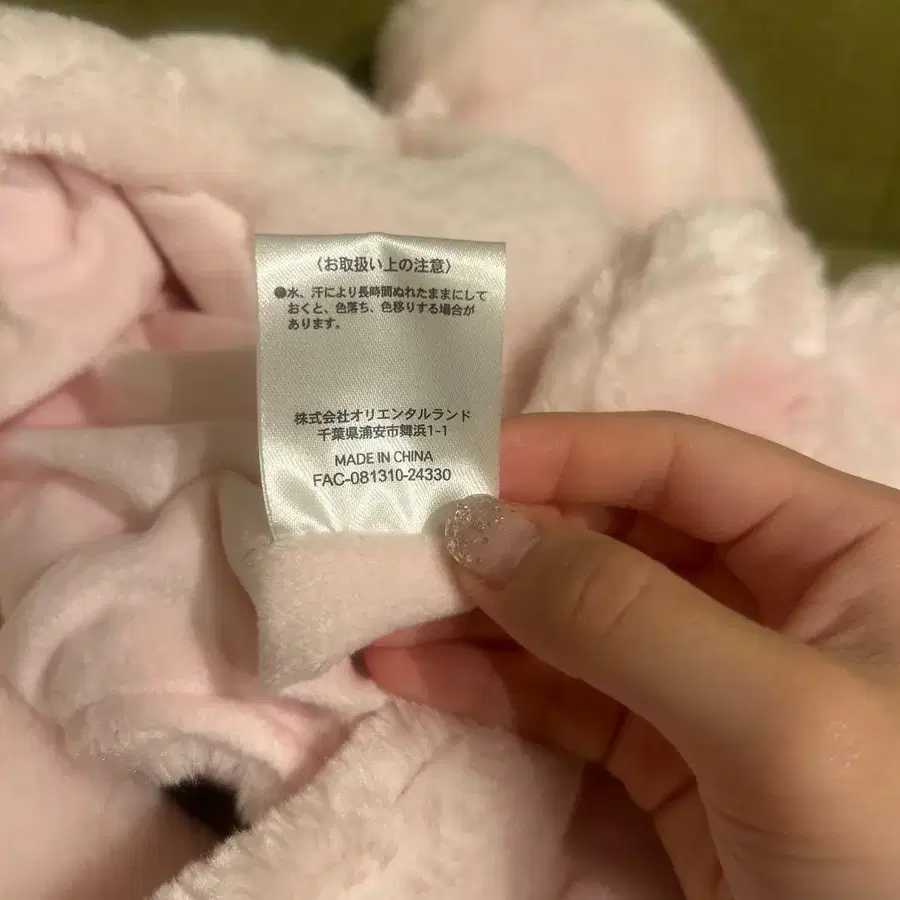 〈お取扱い上の注意〉
●水、汗により長時間ぬれたままにして
おくと、色落ち、色移りする場合が
あります。
株式会社オリエンタルランド
千葉県浦安市舞浜1-1
MADE IN CHINA
FAC-081310-24330